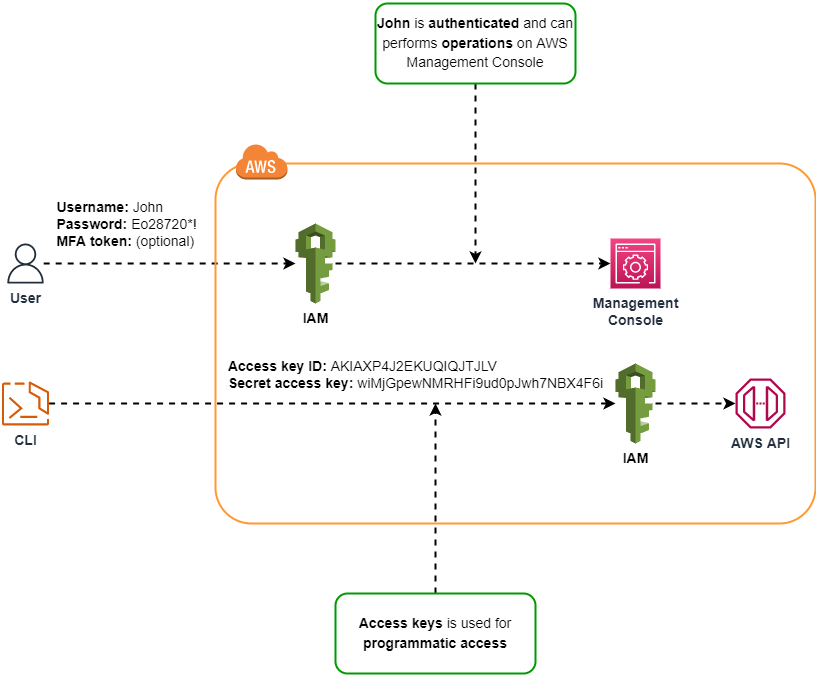 John is authenticated and can
performs operations on AWS
Management Console
AWS
Username: John
Password: Eo28720*!
MFA token: (optional)
User
IAM
Management
Console
Access key ID: AKIAXP4J2EKUQIQJTJLV
Secret access key: wiMjGpewNMRHFi9ud0pJwh7NBX4F6i
CLI
IAM
AWS API
Access keys is used for
programmatic access